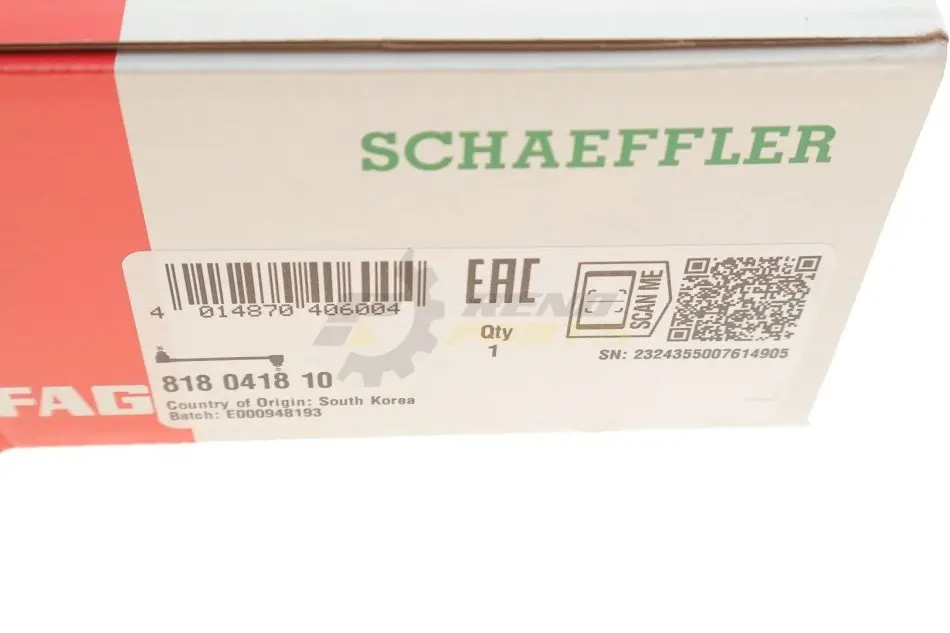 SCHAEFFLER
4 014870 406004
EAC
Qty
1
SCAN ME
SN: 2324355007614905
818 0418 10
Country of Origin: South Korea
Batch: E000948193
FAG